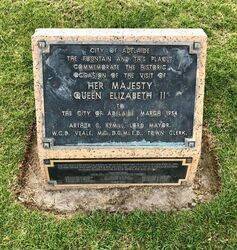 CITY OF ADELAIDE
THE FOUNTAIN AND THIS PLAQUE
COMMEMORATE THE HISTORICAL
OCCASION OF THE VISIT OF
HER MAJESTY
QUEEN ELIZABETH II
TO
THE CITY OF ADELAIDE MARCH 1954
ARTHUR C. RYMILL, LORD MAYOR.
W.C.D. VEALE, M.C., D.C.M., E.D., TOWN CLERK.